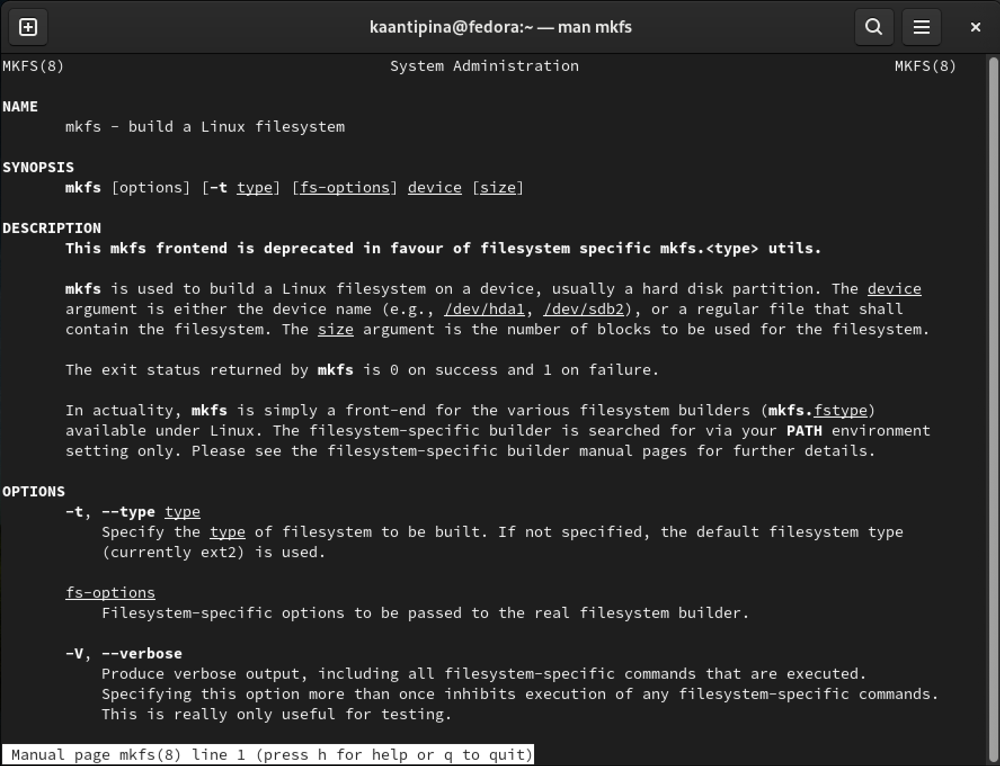 kaantipina@fedora:~ — man mkfs
MKFS(8) System Administration MKFS(8)
NAME
mkfs - build a Linux filesystem
SYNOPSIS
mkfs [options] [-t type] [fs-options] device [size]
DESCRIPTION
This mkfs frontend is deprecated in favour of filesystem specific mkfs.<type> utils.
mkfs is used to build a Linux filesystem on a device, usually a hard disk partition. The device
argument is either the device name (e.g., /dev/hda1, /dev/sdb2), or a regular file that shall
contain the filesystem. The size argument is the number of blocks to be used for the filesystem.
The exit status returned by mkfs is 0 on success and 1 on failure.
In actuality, mkfs is simply a front-end for the various filesystem builders (mkfs.fstype)
available under Linux. The filesystem-specific builder is searched for via your PATH environment
setting only. Please see the filesystem-specific builder manual pages for further details.
OPTIONS
-t, --type type
Specify the type of filesystem to be built. If not specified, the default filesystem type
(currently ext2) is used.
fs-options
Filesystem-specific options to be passed to the real filesystem builder.
-V, --verbose
Produce verbose output, including all filesystem-specific commands that are executed.
Specifying this option more than once inhibits execution of any filesystem-specific commands.
This is really only useful for testing.
Manual page mkfs(8) line 1 (press h for help or q to quit)